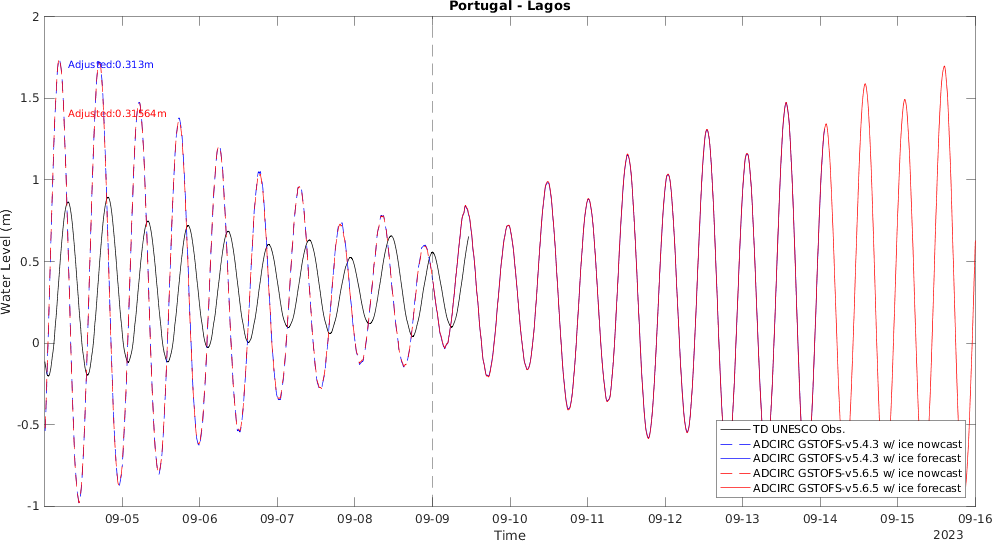 Portugal - Lagos
2
Adjusted:0.313m
1.5
Adjusted:0.31564m
1
Water Level (m)
0.5
0
-0.5
-1
TD UNESCO Obs.
ADCIRC GSTOFS-v5.4.3 w/ ice nowcast
ADCIRC GSTOFS-v5.4.3 w/ ice forecast
ADCIRC GSTOFS-v5.6.5 w/ ice nowcast
ADCIRC GSTOFS-v5.6.5 w/ ice forecast
09-05 09-06 09-07 09-08 09-09 09-10 09-11 09-12 09-13 09-14 09-15 09-16
Time
2023